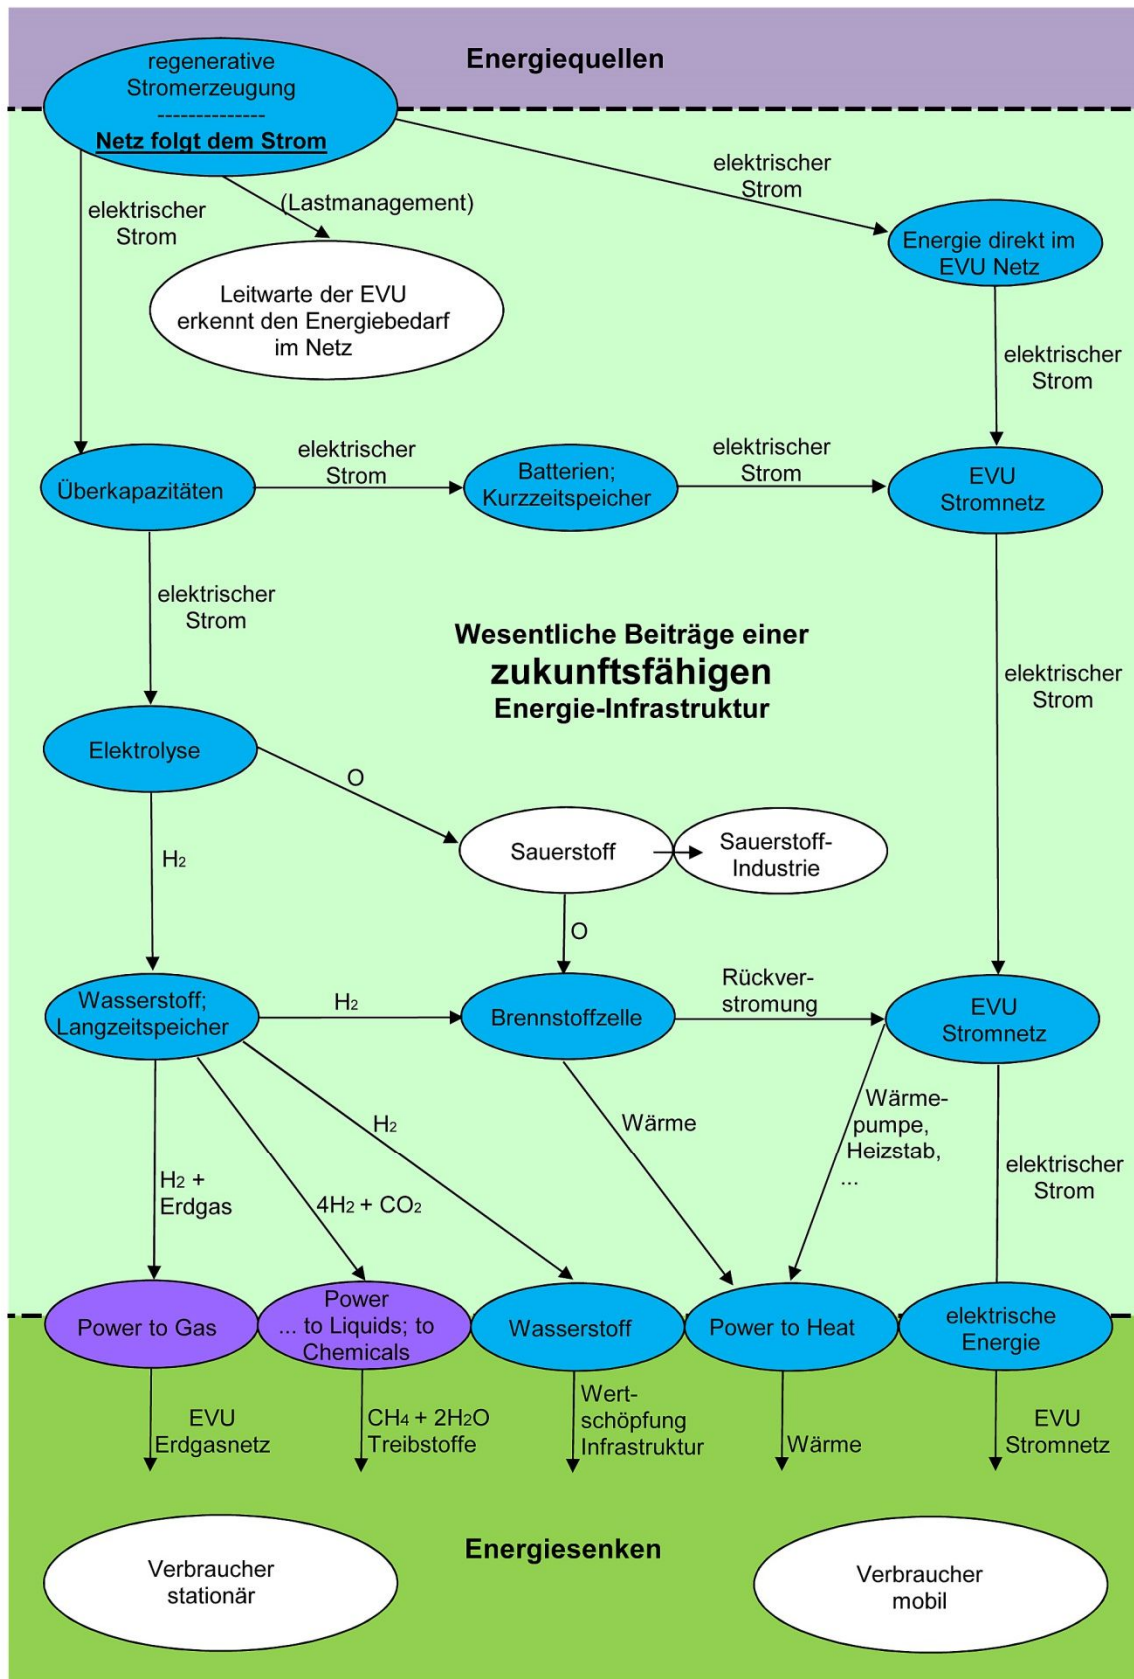 Energiequellen
regenerative
Stromerzeugung
--------------
Netz folgt dem Strom
elektrischer
Strom
(Lastmanagement)
elektrischer
Strom
Energie direkt im
EVU Netz
Leitwarte der EVU
erkennt den Energiebedarf
im Netz
elektrischer
Strom
Überkapazitäten
elektrischer
Strom
Batterien;
Kurzzeitspeicher
elektrischer
Strom
EVU
Stromnetz
elektrischer
Strom
Wesentliche Beiträge einer
zukunftsfähigen
Energie-Infrastruktur
elektrischer
Strom
Elektrolyse
O
Sauerstoff
Sauerstoff-
Industrie
H₂
O
Wasserstoff;
Langzeitspeicher
H₂
Brennstoffzelle
Rückver-
stromung
EVU
Stromnetz
H₂ +
Erdgas
4H₂ + CO₂
H₂
Wärme
Wärme-
pumpe,
Heizstab,
...
elektrischer
Strom
Power to Gas
Power
... to Liquids; to
Chemicals
Wasserstoff
Power to Heat
elektrische
Energie
EVU
Erdgasnetz
CH₄ + 2H₂O
Treibstoffe
Wert-
schöpfung
Infrastruktur
Wärme
EVU
Stromnetz
Energiesenken
Verbraucher
stationär
Verbraucher
mobil